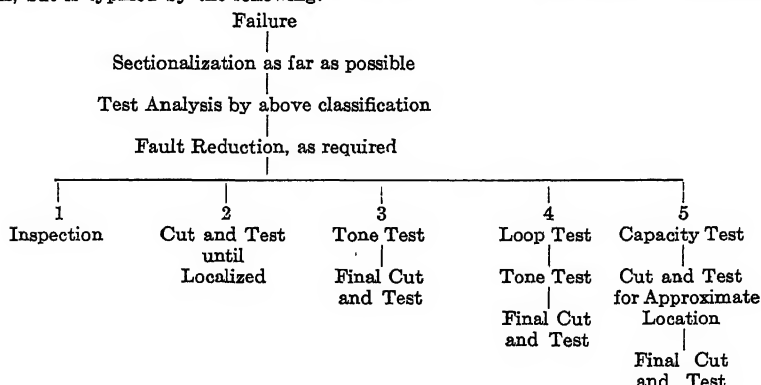 but is typified by the following:
Failure
Sectionalization as far as possible
Test Analysis by above classification
Fault Reduction, as required
1 2 3 4 5
Inspection Cut and Test Tone Test Loop Test Capacity Test
until
Localized Final Cut Tone Test Cut and Test
and Test for Approximate
Final Cut Location
and Test
Final Cut
and Test